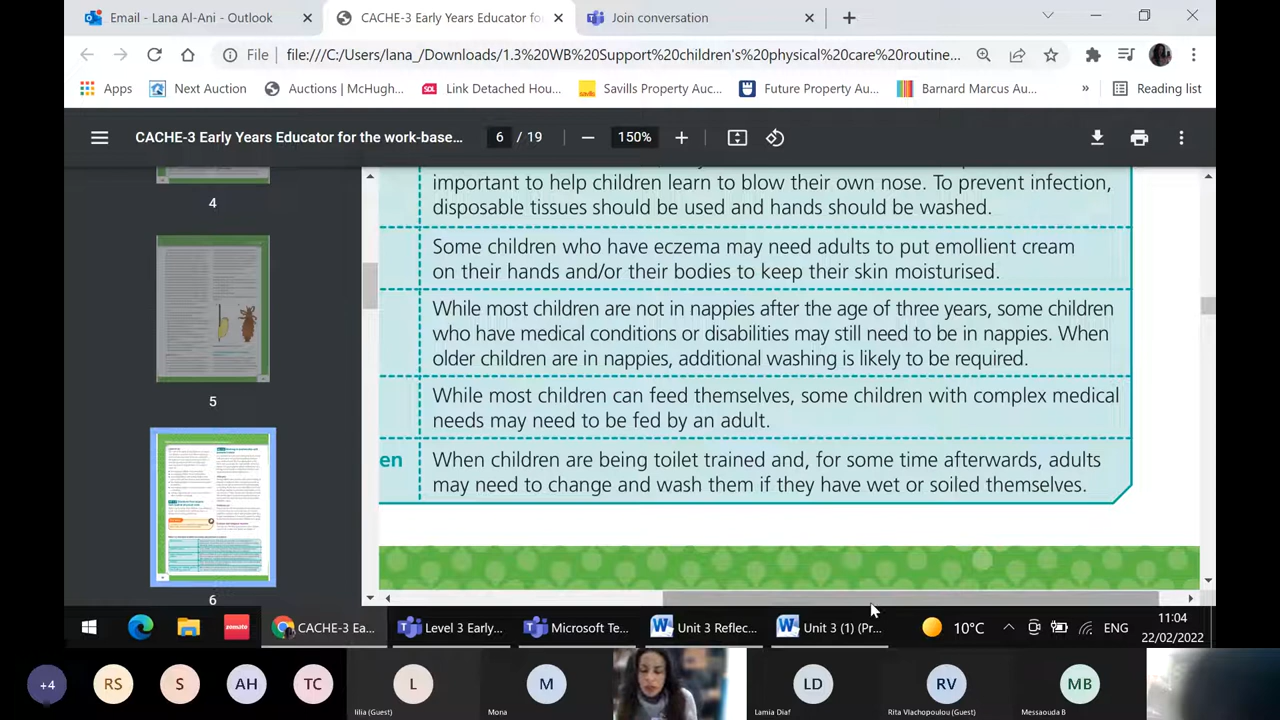 Email - Lana Al-Ani - Outlook
CACHE-3 Early Years Educator fo
Join conversation
File
file:///C:/Users/lana_/Downloads/1.3%20WB%20Support%20children's%20physical%20care%20routine...
Apps
Next Auction
Auctions | McHugh...
Link Detached Hou...
Savills Property Auc...
Future Property Au...
Barnard Marcus Au...
»
Reading list
CACHE-3 Early Years Educator for the work-base...
6 / 19
150%
4
5
6
important to help children learn to blow their own nose. To prevent infection,
disposable tissues should be used and hands should be washed.
Some children who have eczema may need adults to put emollient cream
on their hands and/or their bodies to keep their skin moisturised.
While most children are not in nappies after the age of three years, some children
who have medical conditions or disabilities may still need to be in nappies. When
older children are in nappies, additional washing is likely to be required.
While most children can feed themselves, some children with complex medical
needs may need to be fed by an adult.
en
When children are being toilet trained and, for some time afterwards, adults
may need to change and wash them if they have wet or soiled themselves.
zomato
CACHE-3 Ea...
Level 3 Early...
Microsoft Te...
Unit 3 Reflec...
Unit 3 (1) (Pr...
10°C
ENG
11:04
22/02/2022
+4
RS
S
AH
TC
L
lilia (Guest)
M
Mona
LD
Lamia Diaf
RV
Rita Vlachopoulou (Guest)
MB
Messaouda B